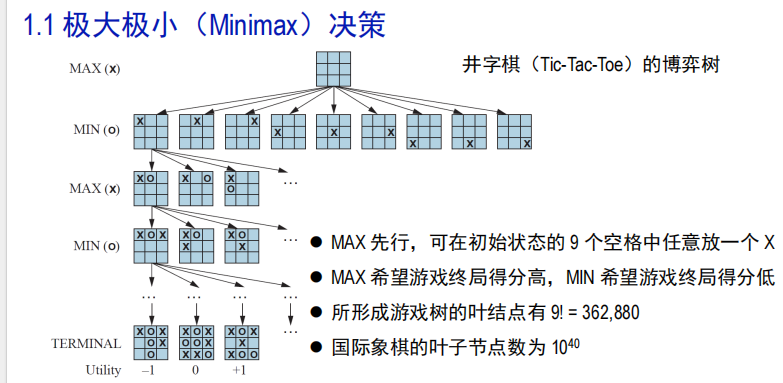 1.1 极大极小（Minimax）决策
井字棋（Tic-Tac-Toe）的博弈树
MAX (x)
MIN (o)
x x x x x x x x x
MAX (x)
x o x o x ...
o
MIN (o)
x o x x o x o ...
x x
... ... ... ...
TERMINAL
x o x x o x x o x ...
o x o o x x
o x x o x o o
Utility –1 0 +1
● MAX 先行，可在初始状态的 9 个空格中任意放一个 X
● MAX 希望游戏终局得分高，MIN 希望游戏终局得分低
● 所形成游戏树的叶结点有 9! = 362,880
● 国际象棋的叶子节点数为 10⁴⁰